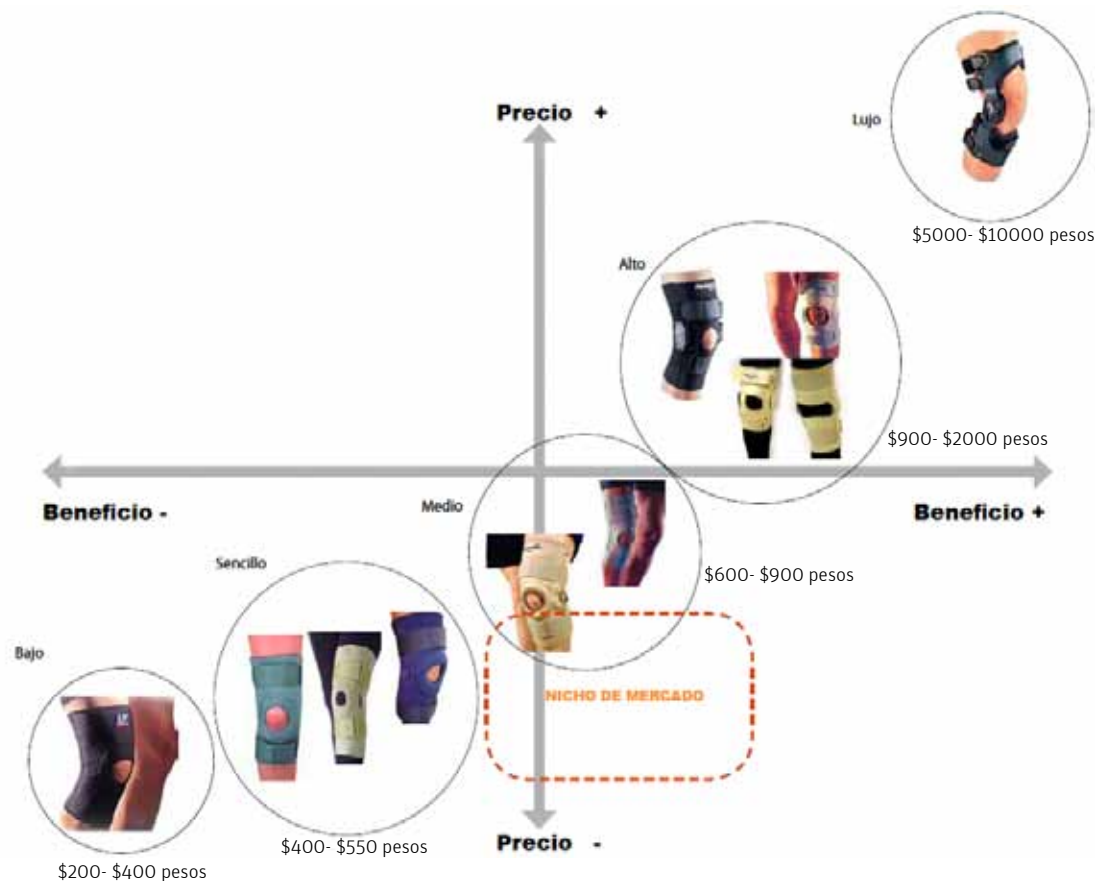 Precio +
Lujo
$5000- $10000 pesos
Alto
$900- $2000 pesos
Beneficio -
Beneficio +
Medio
$600- $900 pesos
Sencillo
Bajo
NICHO DE MERCADO
$400- $550 pesos
Precio -
$200- $400 pesos